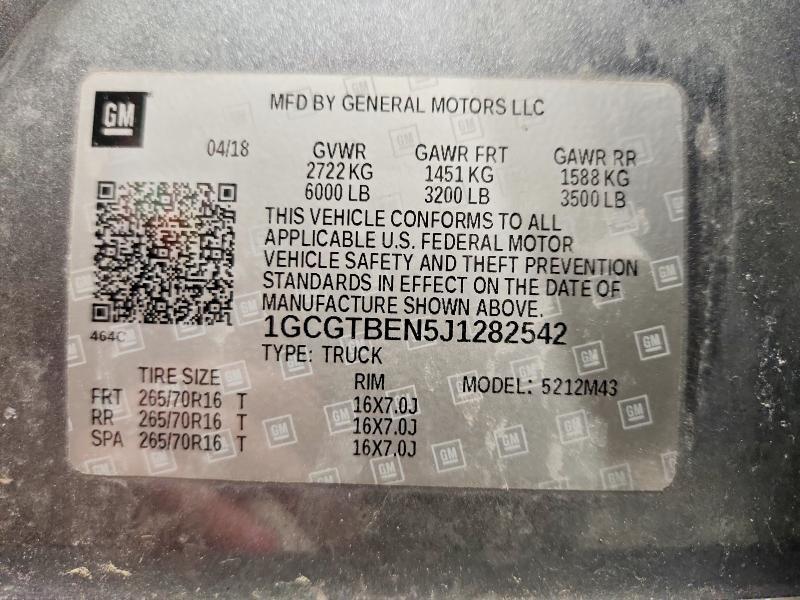 GM
MFD BY GENERAL MOTORS LLC
04/18 GVWR GAWR FRT GAWR RR
2722 KG 1451 KG 1588 KG
6000 LB 3200 LB 3500 LB
THIS VEHICLE CONFORMS TO ALL
APPLICABLE U.S. FEDERAL MOTOR
VEHICLE SAFETY AND THEFT PREVENTION
STANDARDS IN EFFECT ON THE DATE OF
MANUFACTURE SHOWN ABOVE.
464C
1GCGTBEN5J1282542
TYPE: TRUCK
TIRE SIZE RIM MODEL: 5212M43
FRT 265/70R16 T 16X7.0J
RR 265/70R16 T 16X7.0J
SPA 265/70R16 T 16X7.0J